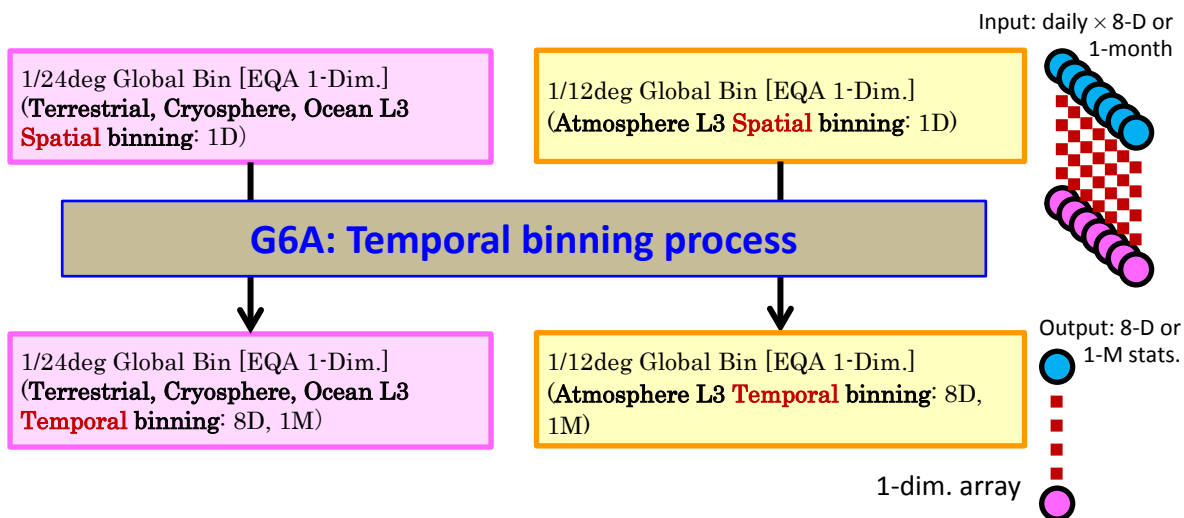 Input: daily × 8-D or
1-month
1/24deg Global Bin [EQA 1-Dim.]
(Terrestrial, Cryosphere, Ocean L3
Spatial binning: 1D)
1/12deg Global Bin [EQA 1-Dim.]
(Atmosphere L3 Spatial binning: 1D)
G6A: Temporal binning process
1/24deg Global Bin [EQA 1-Dim.]
(Terrestrial, Cryosphere, Ocean L3
Temporal binning: 8D, 1M)
1/12deg Global Bin [EQA 1-Dim.]
(Atmosphere L3 Temporal binning: 8D,
1M)
Output: 8-D or
1-M stats.
1-dim. array